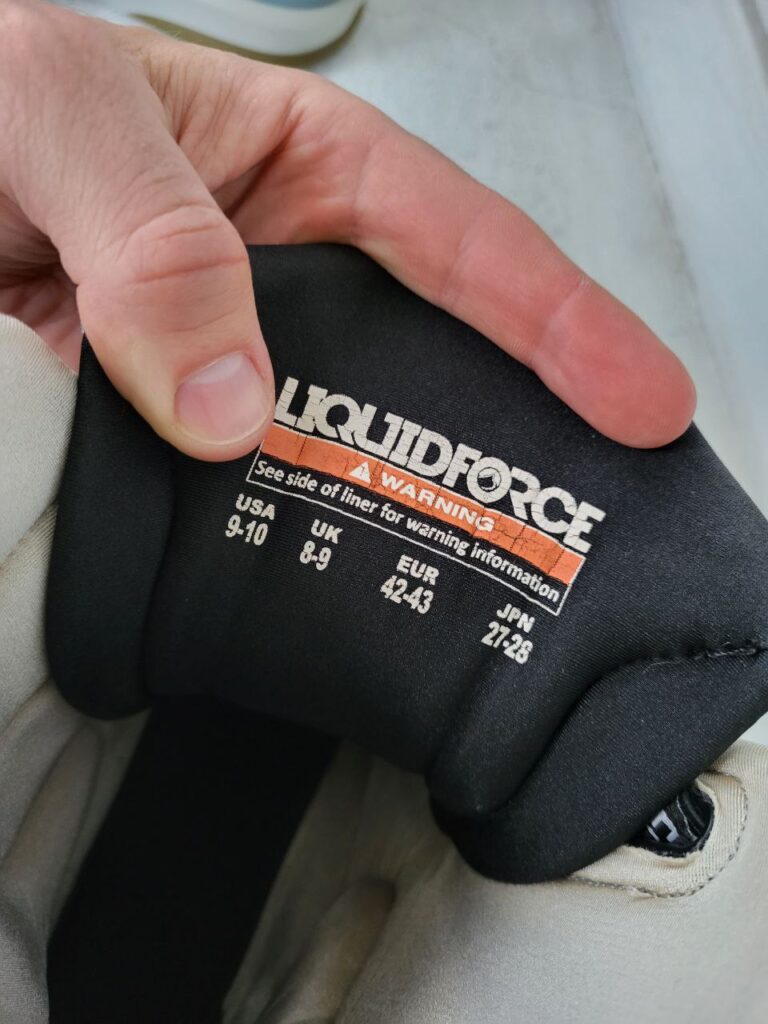 LIQUIDFORCE
⚠ WARNING
See side of liner for warning information
USA UK EUR JPN
9-10 8-9 42-43 27-28